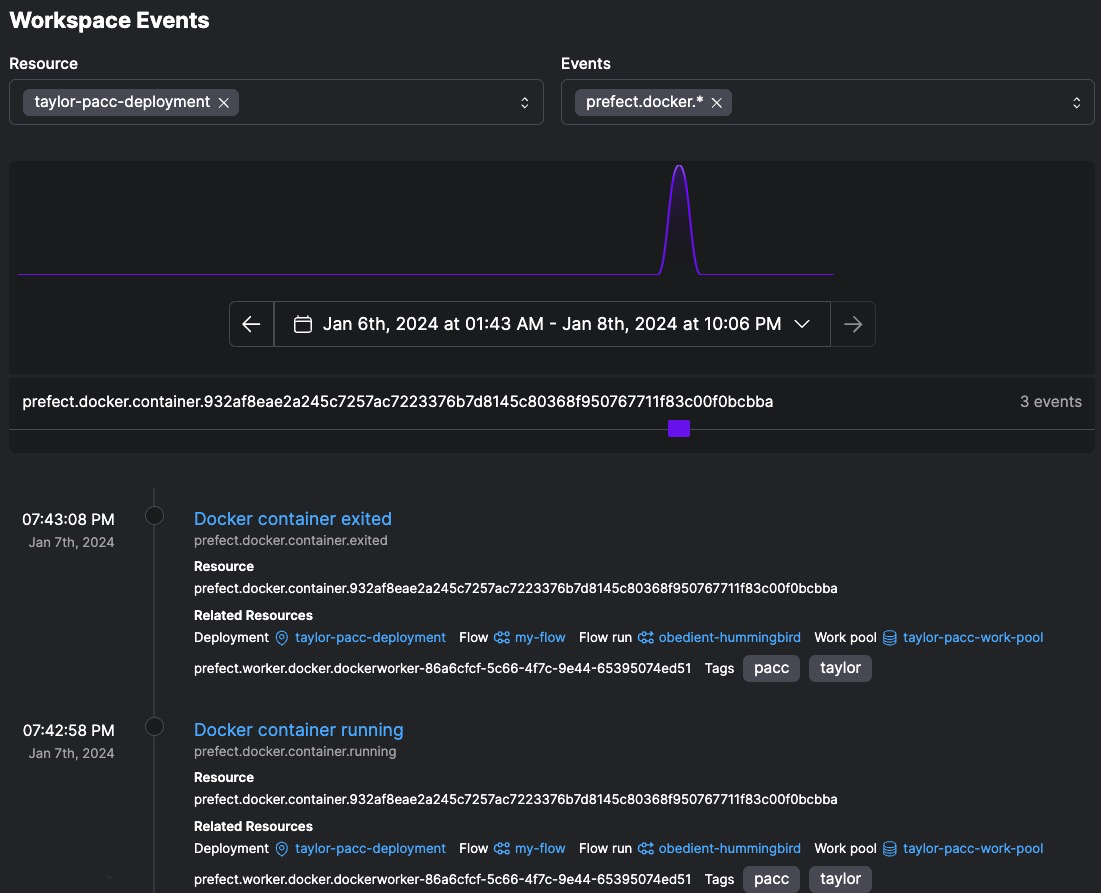 Workspace Events
Resource Events
taylor-pacc-deployment prefect.docker.*
Jan 6th, 2024 at 01:43 AM - Jan 8th, 2024 at 10:06 PM
prefect.docker.container.932af8eae2a245c7257ac7223376b7d8145c80368f950767711f83c00f0bcbba 3 events
07:43:08 PM Docker container exited
Jan 7th, 2024 prefect.docker.container.exited
Resource
prefect.docker.container.932af8eae2a245c7257ac7223376b7d8145c80368f950767711f83c00f0bcbba
Related Resources
Deployment taylor-pacc-deployment Flow my-flow Flow run obedient-hummingbird Work pool taylor-pacc-work-pool
prefect.worker.docker.dockerworker-86a6cfcf-5c66-4f7c-9e44-65395074ed51 Tags pacc taylor
07:42:58 PM Docker container running
Jan 7th, 2024 prefect.docker.container.running
Resource
prefect.docker.container.932af8eae2a245c7257ac7223376b7d8145c80368f950767711f83c00f0bcbba
Related Resources
Deployment taylor-pacc-deployment Flow my-flow Flow run obedient-hummingbird Work pool taylor-pacc-work-pool
prefect.worker.docker.dockerworker-86a6cfcf-5c66-4f7c-9e44-65395074ed51 Tags pacc taylor